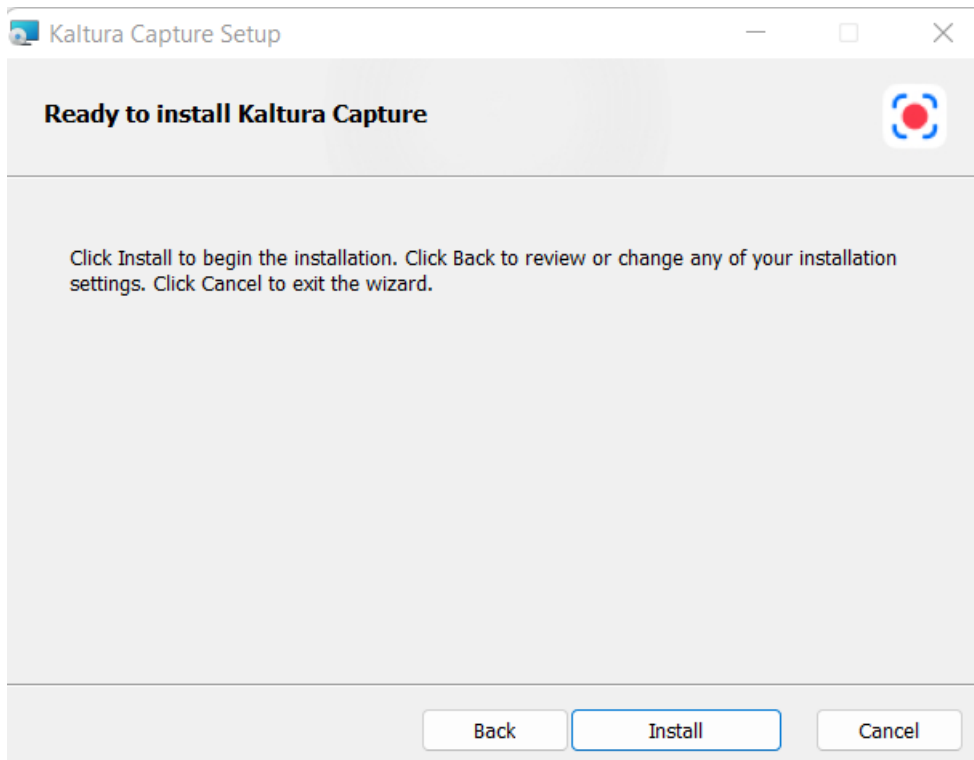 Kaltura Capture Setup
Ready to install Kaltura Capture
Click Install to begin the installation. Click Back to review or change any of your installation
settings. Click Cancel to exit the wizard.
Back
Install
Cancel